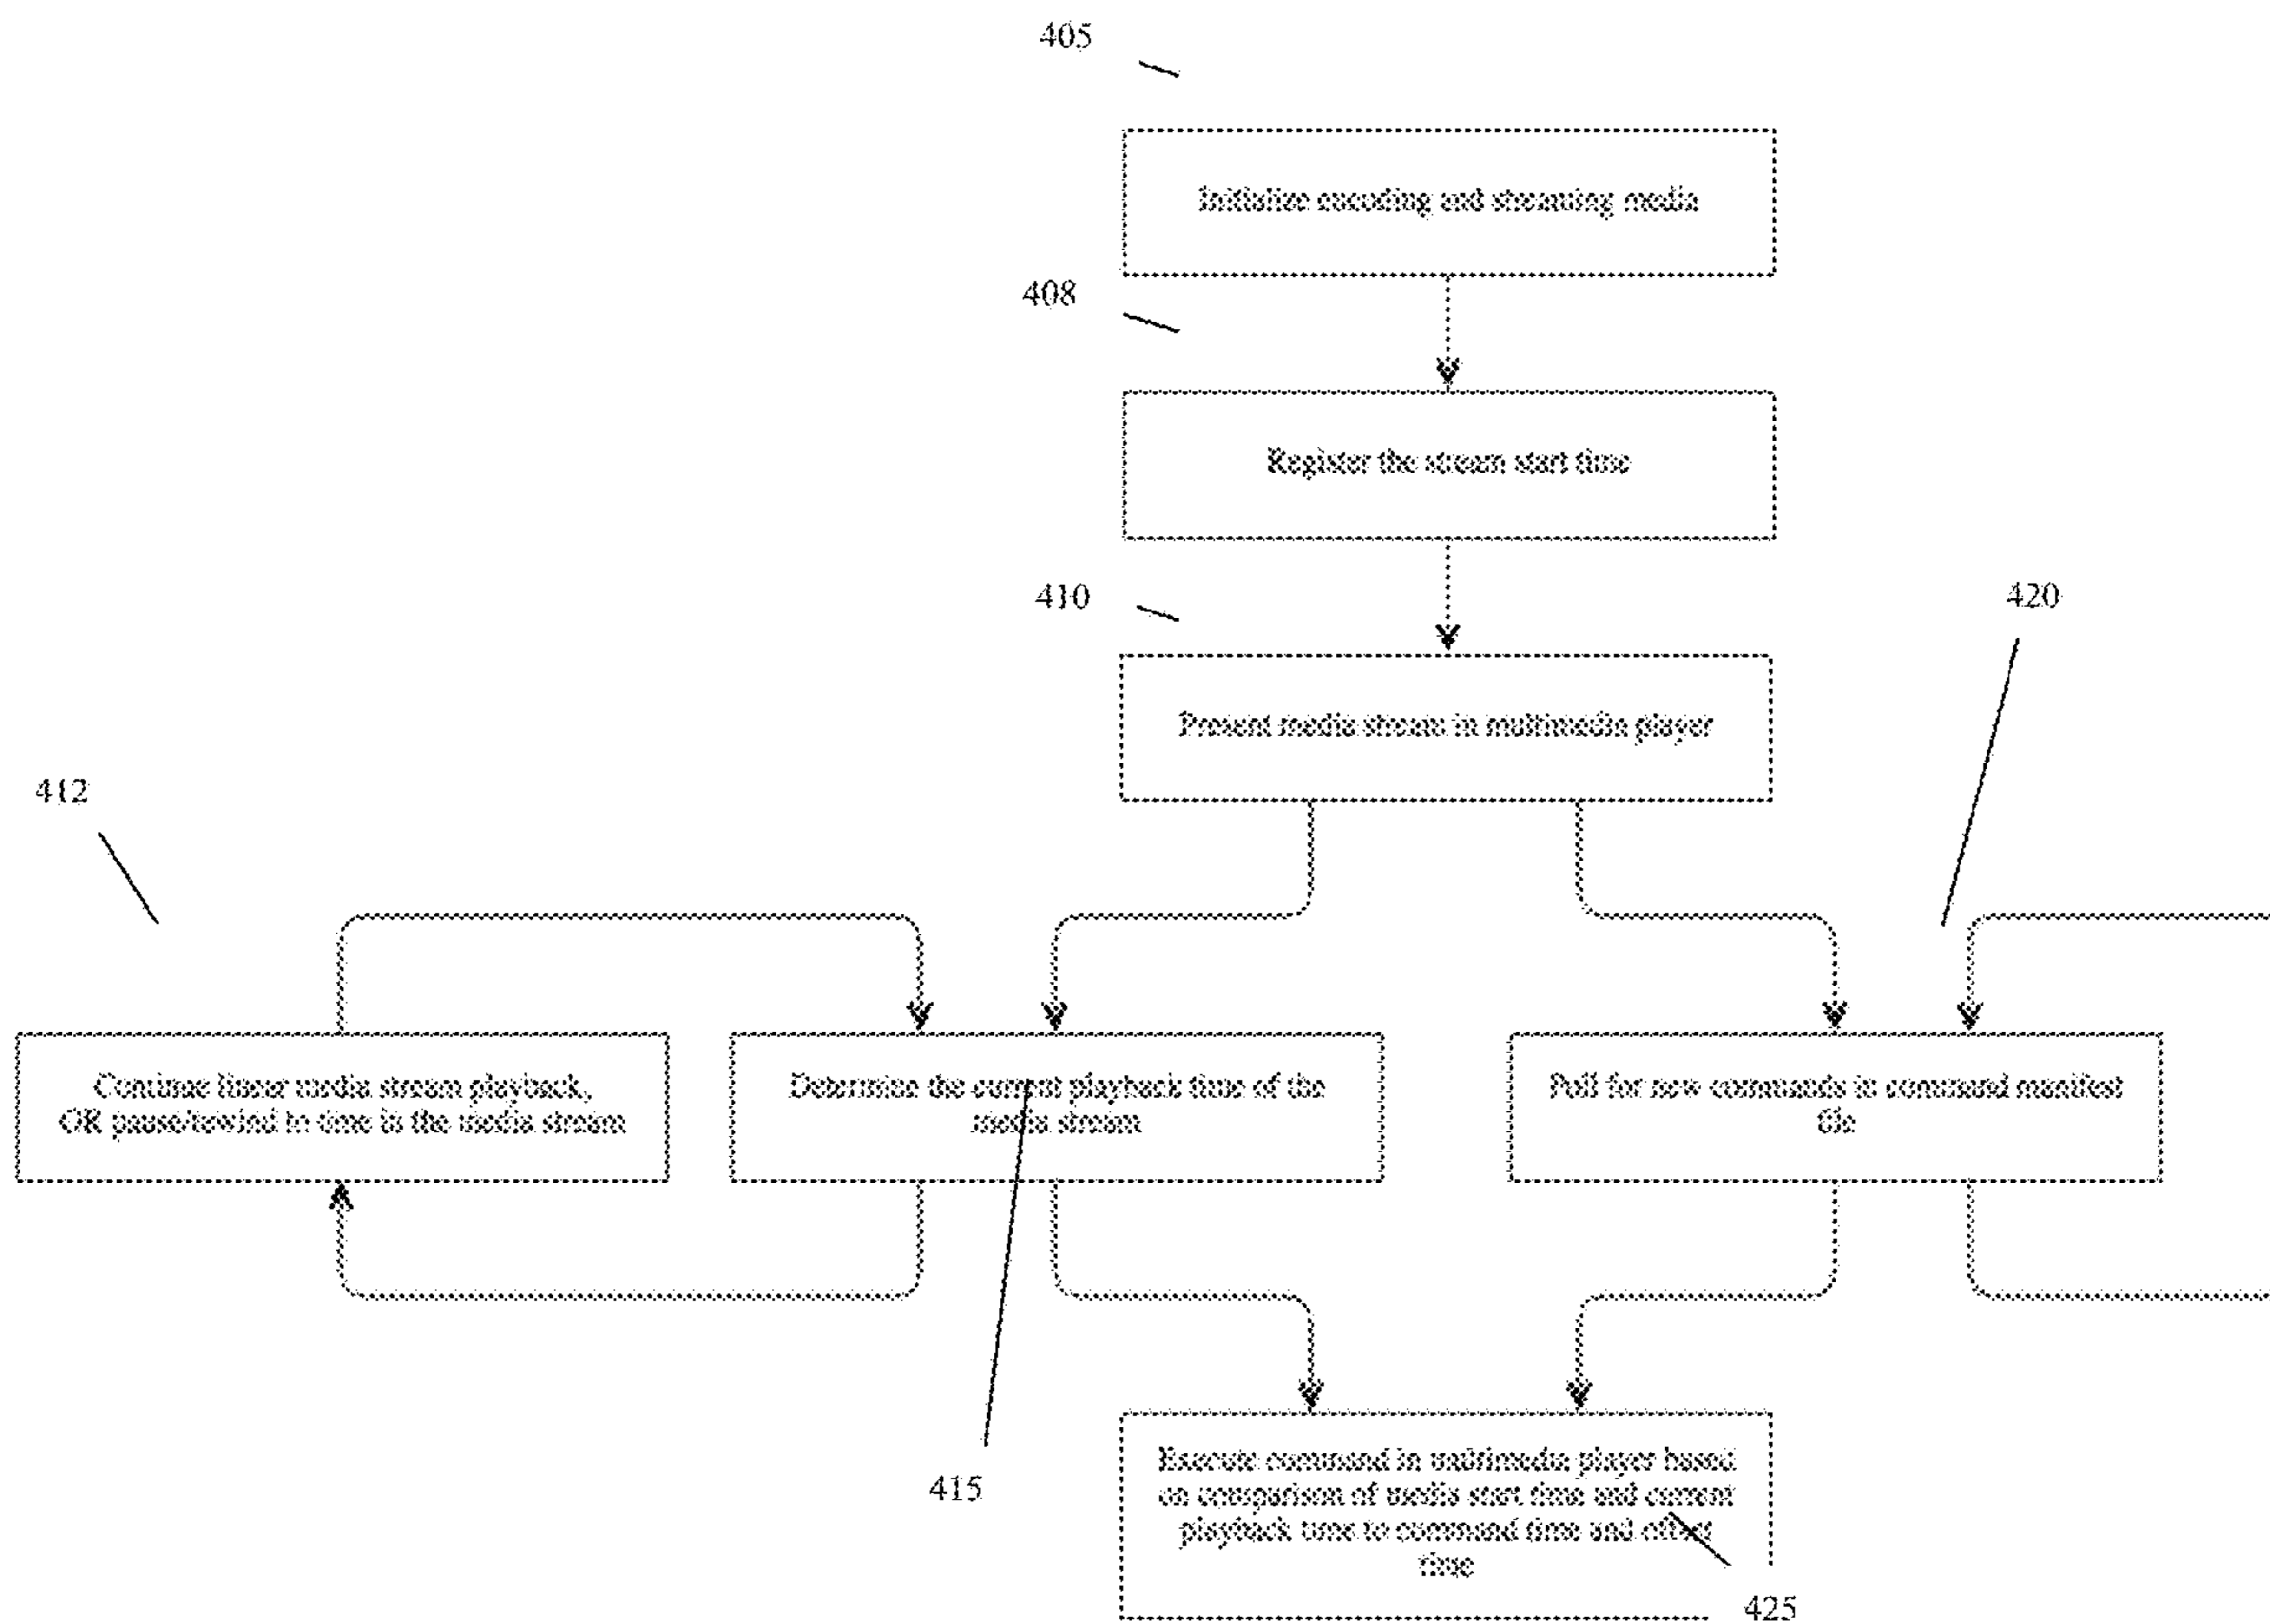 405
Initialize encoding and streaming media
408
Register the stream start time
410
420
Present media stream in multimedia player
412
Continue linear media stream playback,
OR pause/rewind to time in the media stream
Determine the current playback time of the
media stream
Poll for new commands in command manifest
file
Execute command in multimedia player based
on comparison of media start time and current
playback time to command time and offset
time
415
425